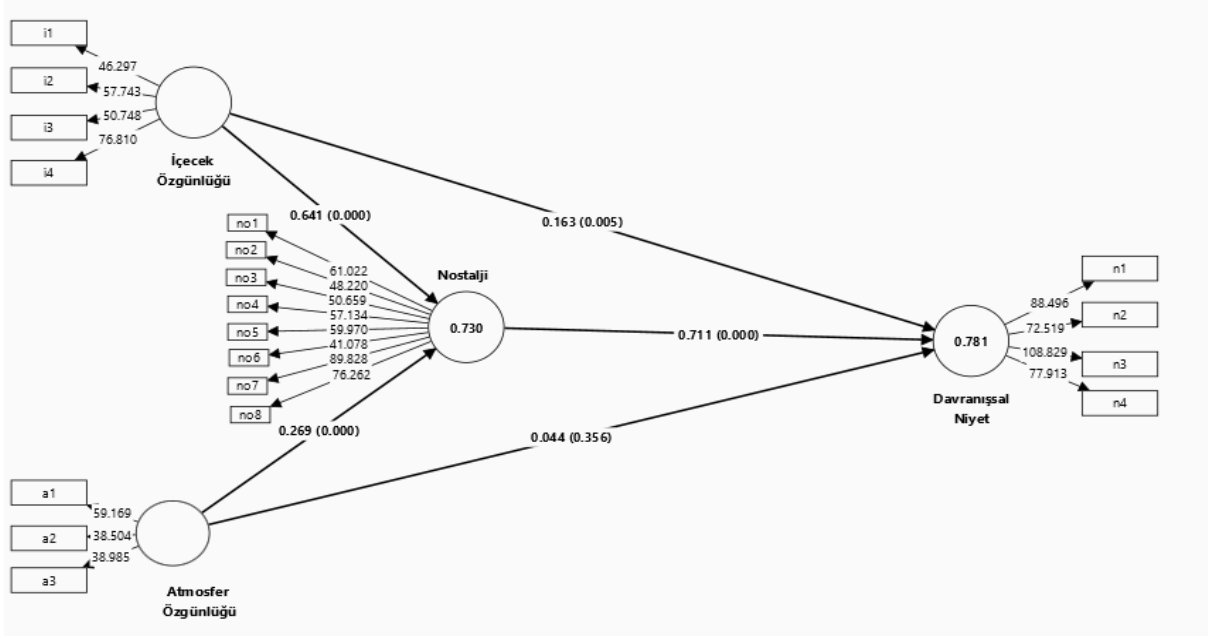 i1
i2
i3
i4
46.297
57.743
50.748
76.810
İçecek
Özgünlüğü
0.641 (0.000)
0.163 (0.005)
no1
no2
no3
no4
no5
no6
no7
no8
61.022
48.220
50.659
57.134
59.970
41.078
89.828
76.262
Nostalji
0.730
0.711 (0.000)
0.269 (0.000)
0.044 (0.356)
0.781
Davranışsal
Niyet
88.496
72.519
108.829
77.913
n1
n2
n3
n4
a1
a2
a3
59.169
38.504
38.985
Atmosfer
Özgünlüğü